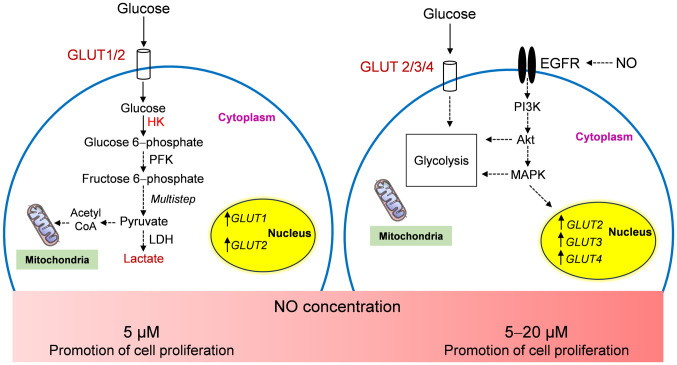 Glucose
GLUT1/2
Glucose
HK
Cytoplasm
Glucose 6–phosphate
PFK
Fructose 6–phosphate
Multistep
Acetyl
CoA
Pyruvate
LDH
Lactate
Mitochondria
GLUT1
Nucleus
GLUT2
Glucose
GLUT 2/3/4
EGFR
NO
PI3K
Cytoplasm
Akt
Glycolysis
MAPK
Mitochondria
GLUT2
Nucleus
GLUT3
GLUT4
NO concentration
5 µM
Promotion of cell proliferation
5–20 µM
Promotion of cell proliferation